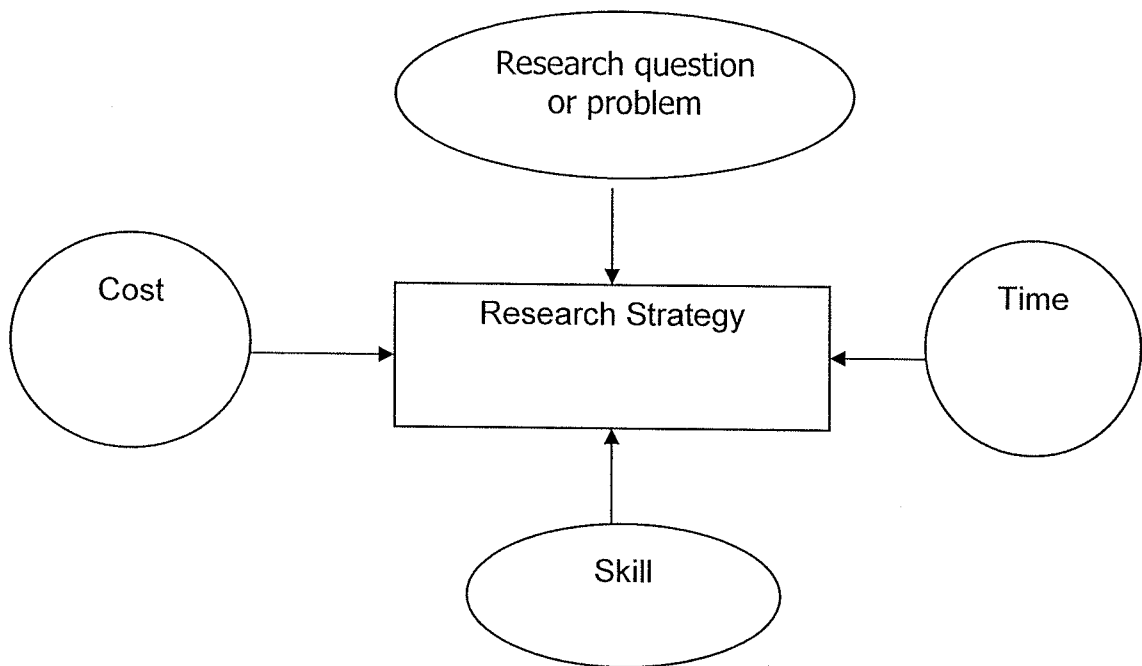 Research question
or problem
Cost
Time
Research Strategy
Skill